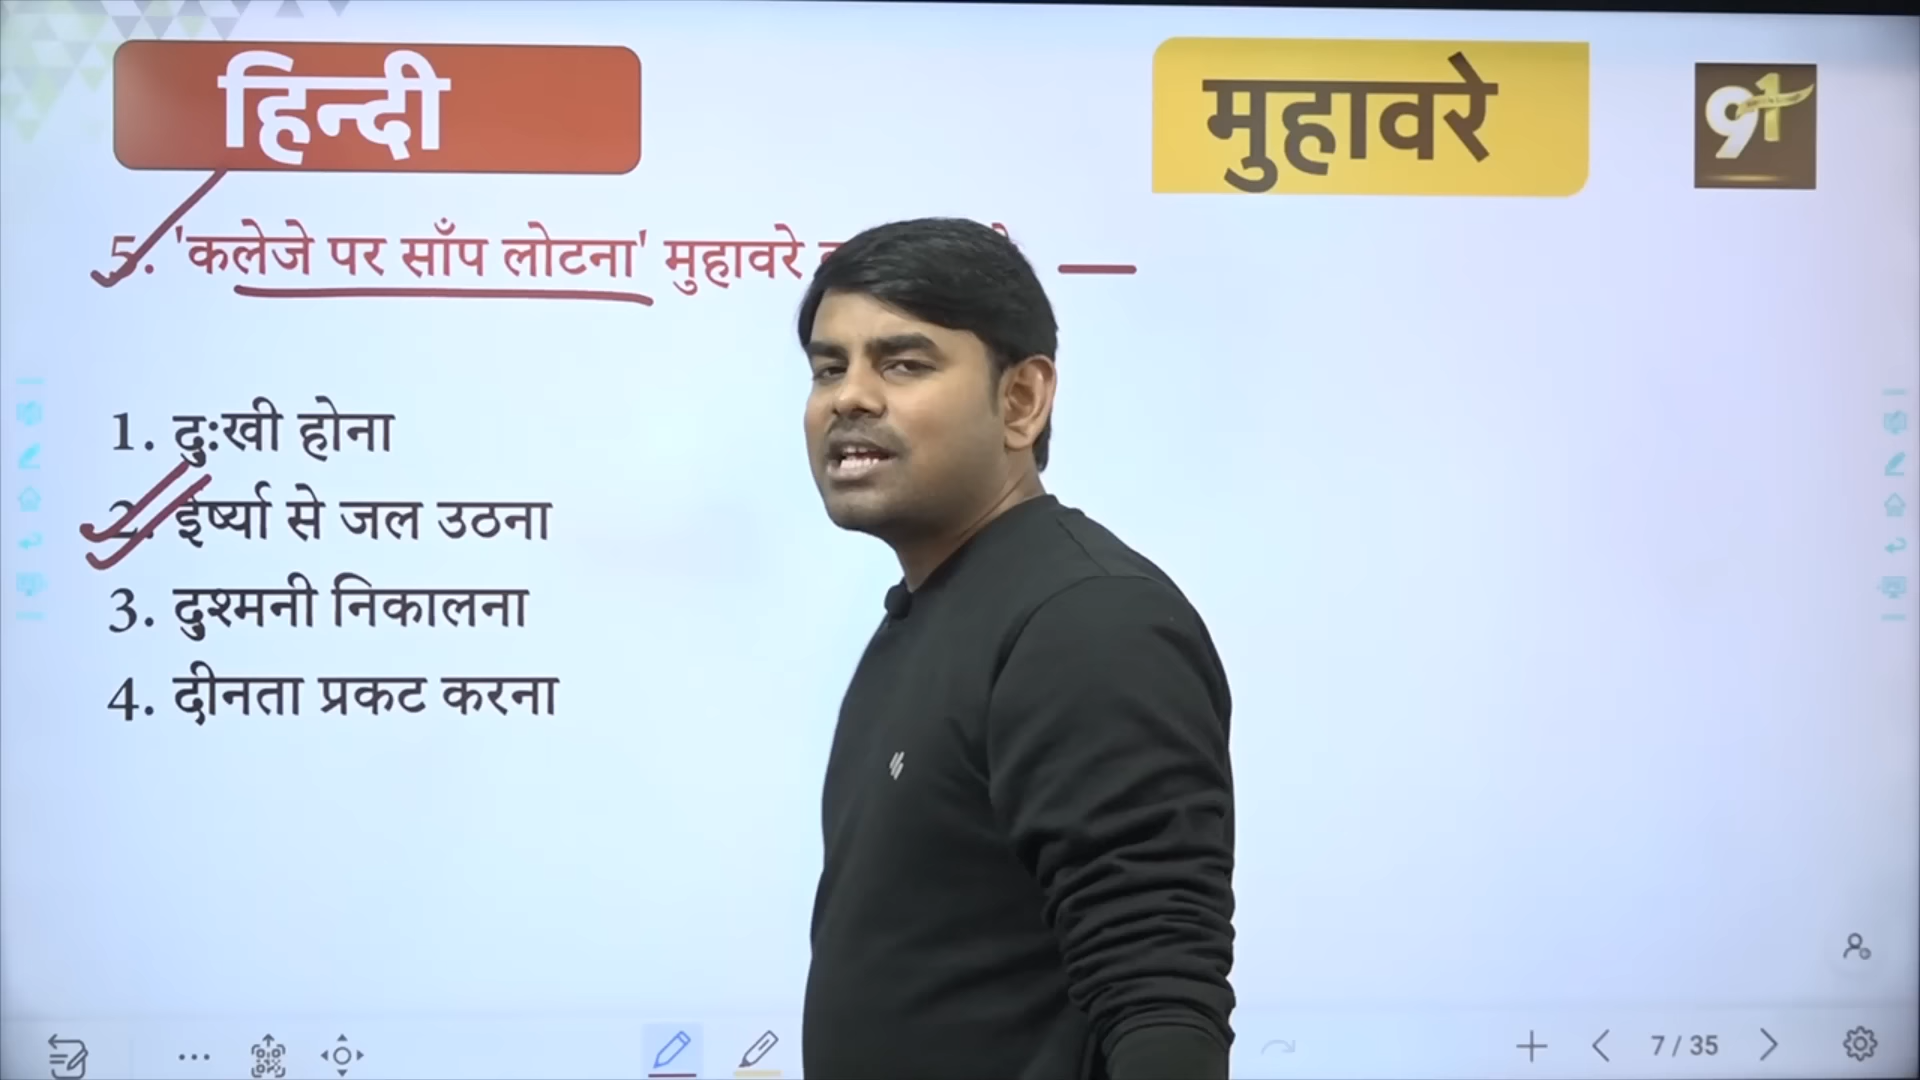 हिन्दी
मुहावरे
91
5. 'कलेजे पर साँप लोटना' मुहावरे
1. दुःखी होना
2. ईर्ष्या से जल उठना
3. दुश्मनी निकालना
4. दीनता प्रकट करना
7 / 35